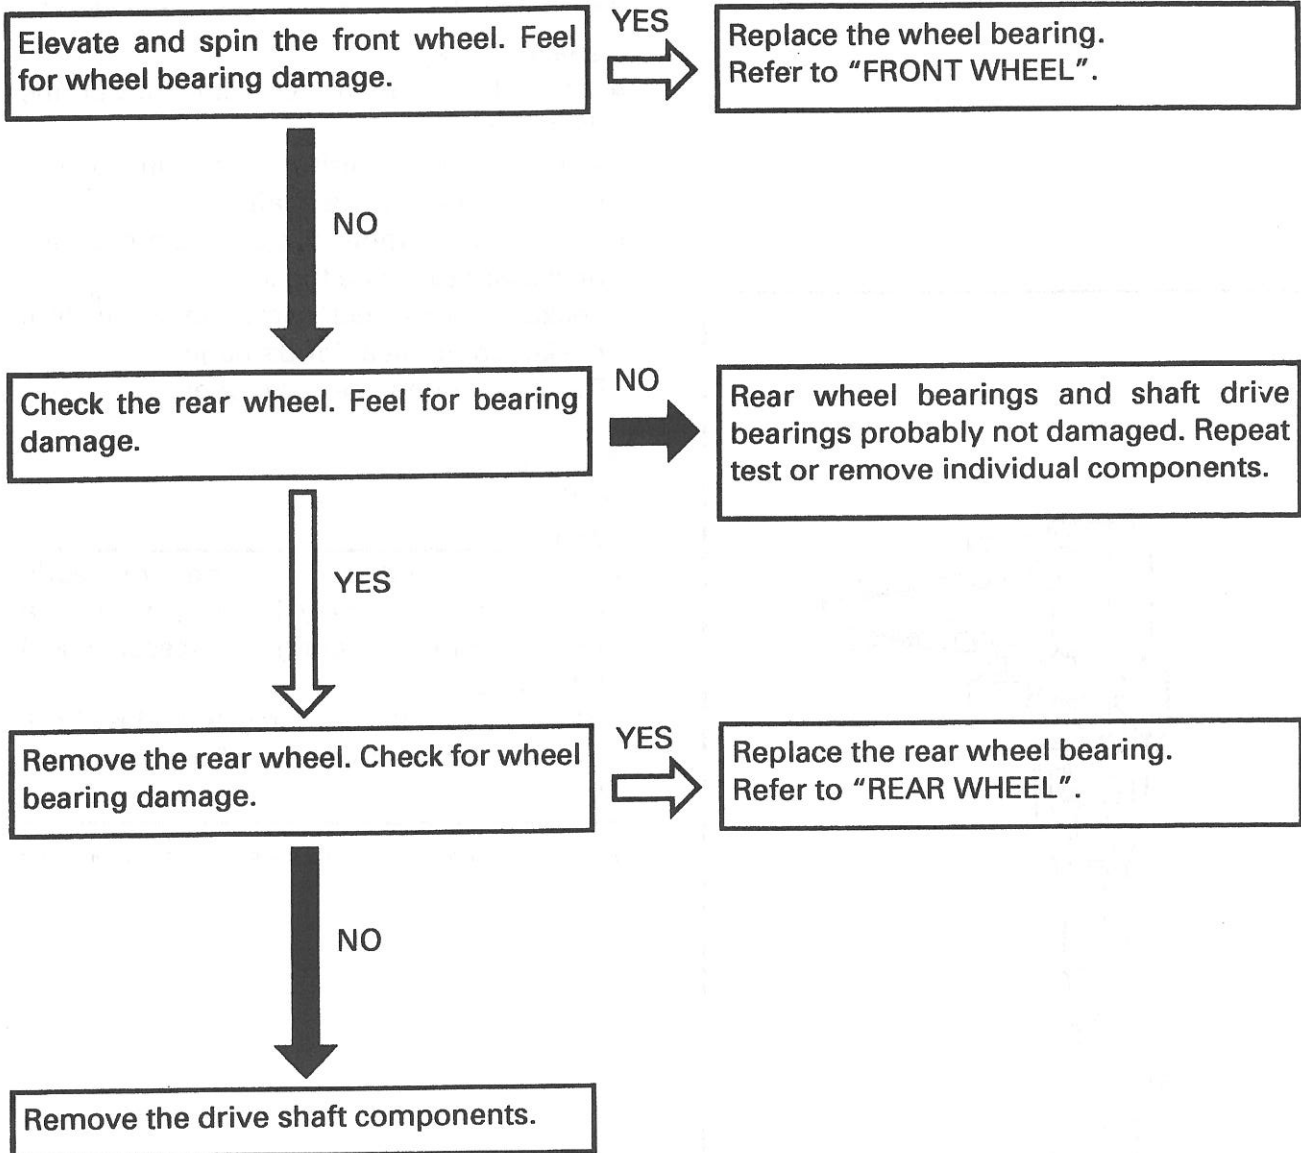 Elevate and spin the front wheel. Feel
for wheel bearing damage.
YES
Replace the wheel bearing.
Refer to “FRONT WHEEL”.
NO
Check the rear wheel. Feel for bearing
damage.
NO
Rear wheel bearings and shaft drive
bearings probably not damaged. Repeat
test or remove individual components.
YES
Remove the rear wheel. Check for wheel
bearing damage.
YES
Replace the rear wheel bearing.
Refer to “REAR WHEEL”.
NO
Remove the drive shaft components.